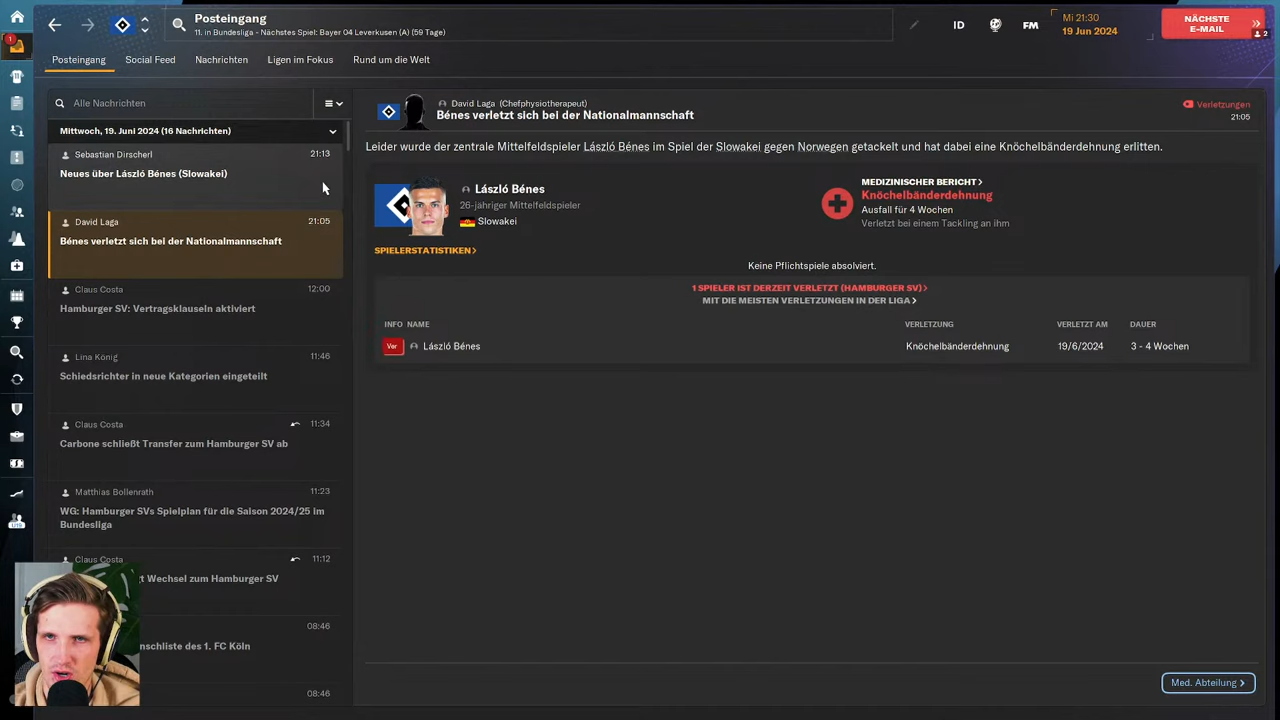 Posteingang
11. in Bundesliga - Nächstes Spiel: Bayer 04 Leverkusen (A) (59 Tage)
ID
FM
Mi 21:30
19 Jun 2024
NÄCHSTE
E-MAIL
2
1
Posteingang
Social Feed
Nachrichten
Ligen im Fokus
Rund um die Welt
Alle Nachrichten
Mittwoch, 19. Juni 2024 (16 Nachrichten)
Sebastian Dirscherl
21:13
Neues über László Bénes (Slowakei)
David Laga
21:05
Bénes verletzt sich bei der Nationalmannschaft
Claus Costa
12:00
Hamburger SV: Vertragsklauseln aktiviert
Lina König
11:46
Schiedsrichter in neue Kategorien eingeteilt
Claus Costa
11:34
Carbone schließt Transfer zum Hamburger SV ab
Matthias Bollenrath
11:23
WG: Hamburger SVs Spielplan für die Saison 2024/25 im
Bundesliga
Claus Costa
11:12
Wechsel zum Hamburger SV
08:46
des 1. FC Köln
08:46
U19
David Laga (Chefphysiotherapeut)
Bénes verletzt sich bei der Nationalmannschaft
Verletzungen
21:05
Leider wurde der zentrale Mittelfeldspieler László Bénes im Spiel der Slowakei gegen Norwegen getackelt und hat dabei eine Knöchelbänderdehnung erlitten.
László Bénes
26-jähriger Mittelfeldspieler
Slowakei
MEDIZINISCHER BERICHT
Knöchelbänderdehnung
Ausfall für 4 Wochen
Verletzt bei einem Tackling an ihm
SPIELERSTATISTIKEN
Keine Pflichtspiele absolviert.
1 SPIELER IST DERZEIT VERLETZT (HAMBURGER SV)
MIT DIE MEISTEN VERLETZUNGEN IN DER LIGA
INFO NAME
VERLETZUNG
VERLETZT AM
DAUER
Ver
László Bénes
Knöchelbänderdehnung
19/6/2024
3 - 4 Wochen
Med. Abteilung